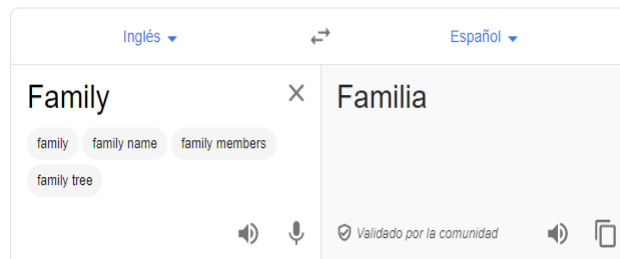 Inglés Español
Family Familia
family family name family members
family tree
Validado por la comunidad